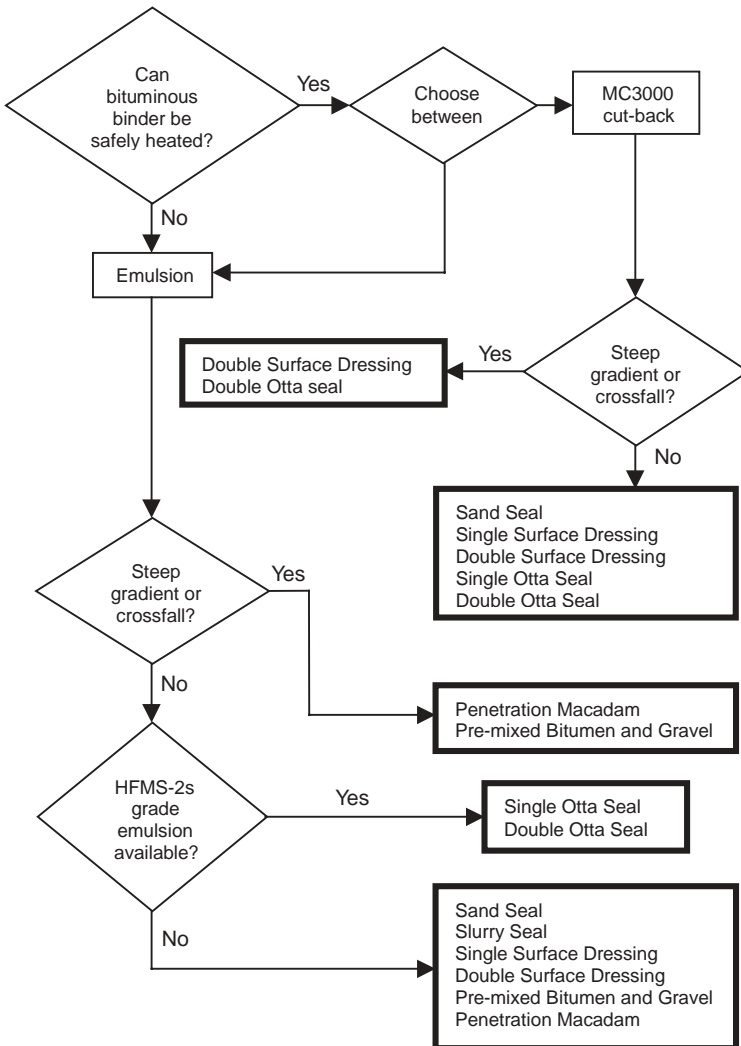 Can
bituminous
binder be
safely heated?
Yes
Choose
between
MC3000
cut-back
No
Emulsion
Double Surface Dressing
Double Otta seal
Yes
Steep
gradient or
crossfall?
No
Sand Seal
Single Surface Dressing
Double Surface Dressing
Single Otta Seal
Double Otta Seal
Steep
gradient or
crossfall?
Yes
No
Penetration Macadam
Pre-mixed Bitumen and Gravel
HFMS-2s
grade
emulsion
available?
Yes
Single Otta Seal
Double Otta Seal
No
Sand Seal
Slurry Seal
Single Surface Dressing
Double Surface Dressing
Pre-mixed Bitumen and Gravel
Penetration Macadam